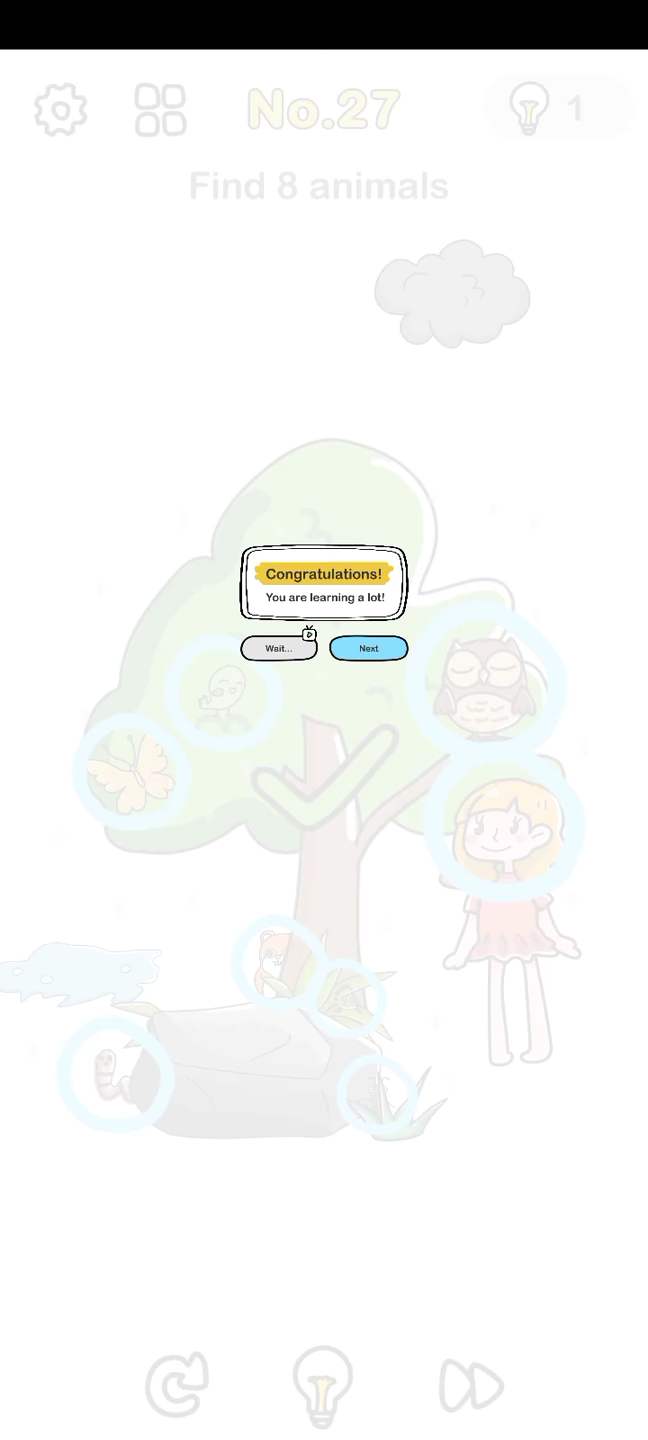 No.27
1
Find 8 animals
Congratulations!
You are learning a lot!
Wait...
Next